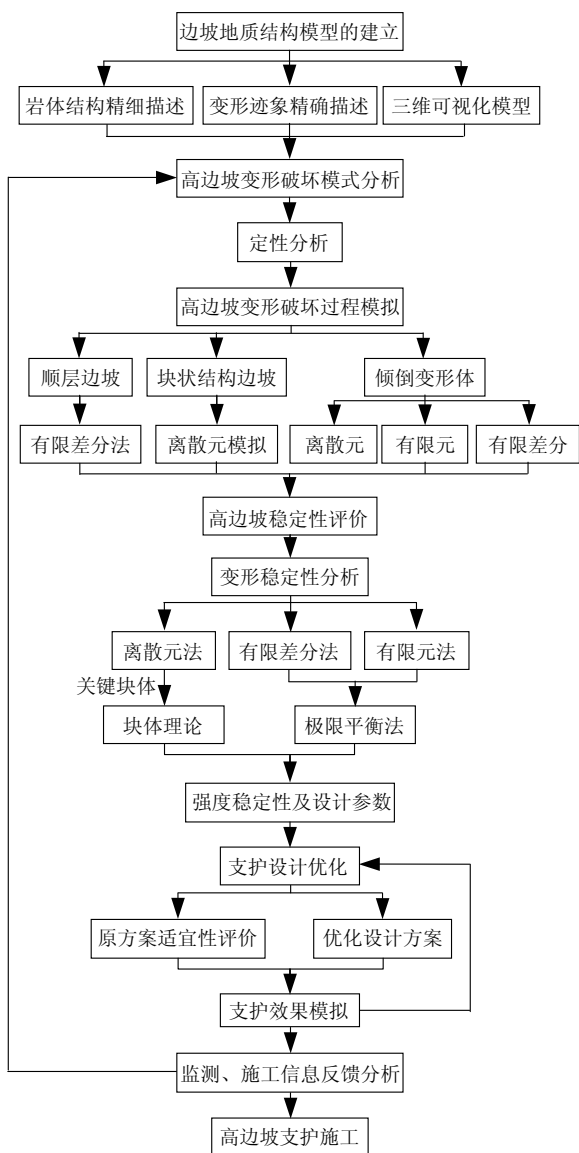 边坡地质结构模型的建立
岩体结构精细描述
变形迹象精确描述
三维可视化模型
高边坡变形破坏模式分析
定性分析
高边坡变形破坏过程模拟
顺层边坡
块状结构边坡
倾倒变形体
有限差分法
离散元模拟
离散元
有限元
有限差分
高边坡稳定性评价
变形稳定性分析
离散元法
有限差分法
有限元法
关键块体
块体理论
极限平衡法
强度稳定性及设计参数
支护设计优化
原方案适宜性评价
优化设计方案
支护效果模拟
监测、施工信息反馈分析
高边坡支护施工